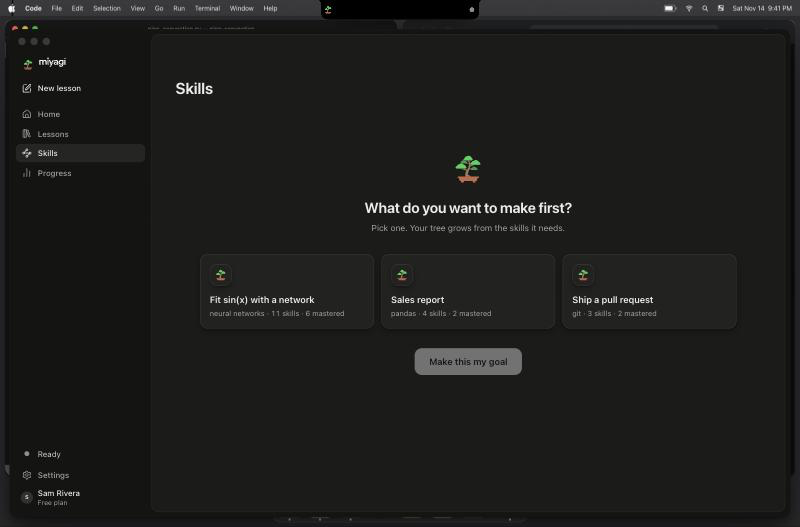 Code File Edit Selection View Go Run Terminal Window Help
Sat Nov 14 9:41 PM
miyagi
New lesson
Home
Lessons
Skills
Progress
Skills
What do you want to make first?
Pick one. Your tree grows from the skills it needs.
Fit sin(x) with a network
neural networks · 11 skills · 6 mastered
Sales report
pandas · 4 skills · 2 mastered
Ship a pull request
git · 3 skills · 2 mastered
Make this my goal
Ready
Settings
S
Sam Rivera
Free plan